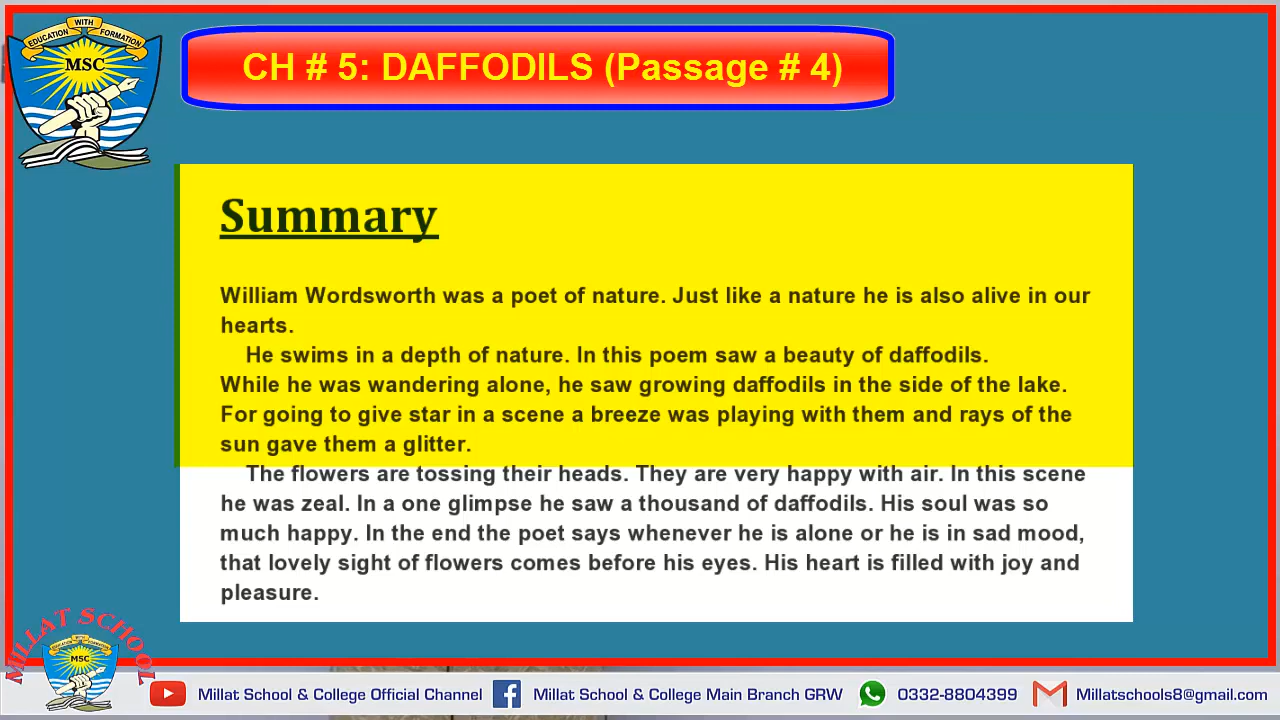 EDUCATION WITH FORMATION
MSC
CH # 5: DAFFODILS (Passage # 4)
Summary
William Wordsworth was a poet of nature. Just like a nature he is also alive in our
hearts.
He swims in a depth of nature. In this poem saw a beauty of daffodils.
While he was wandering alone, he saw growing daffodils in the side of the lake.
For going to give star in a scene a breeze was playing with them and rays of the
sun gave them a glitter.
The flowers are tossing their heads. They are very happy with air. In this scene
he was zeal. In a one glimpse he saw a thousand of daffodils. His soul was so
much happy. In the end the poet says whenever he is alone or he is in sad mood,
that lovely sight of flowers comes before his eyes. His heart is filled with joy and
pleasure.
MILLAT SCHOOL
MSC
Millat School & College Official Channel
Millat School & College Main Branch GRW
0332-8804399
Millatschools8@gmail.com